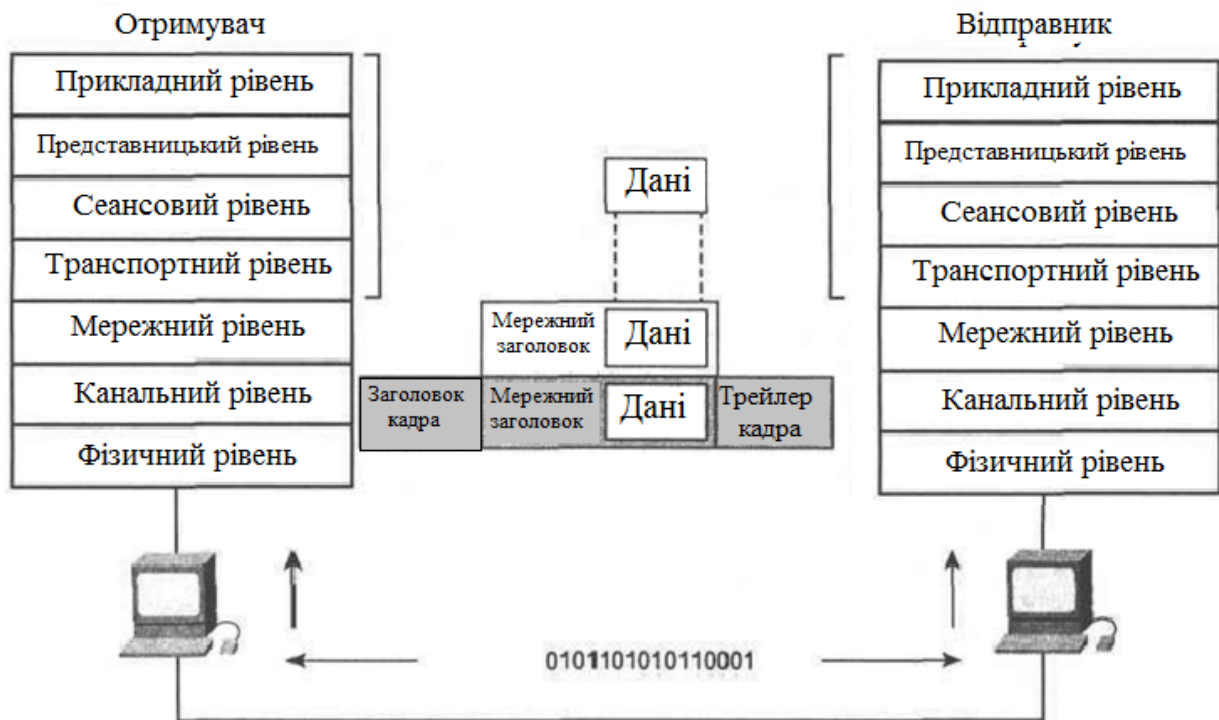 Отримувач
Прикладний рівень
Представницький рівень
Сеансовий рівень
Транспортний рівень
Мережний рівень
Канальний рівень
Фізичний рівень
Дані
Мережний
заголовок
Дані
Заголовок
кадра
Мережний
заголовок
Дані
Трейлер
кадра
Відправник
Прикладний рівень
Представницький рівень
Сеансовий рівень
Транспортний рівень
Мережний рівень
Канальний рівень
Фізичний рівень
01011101010110001